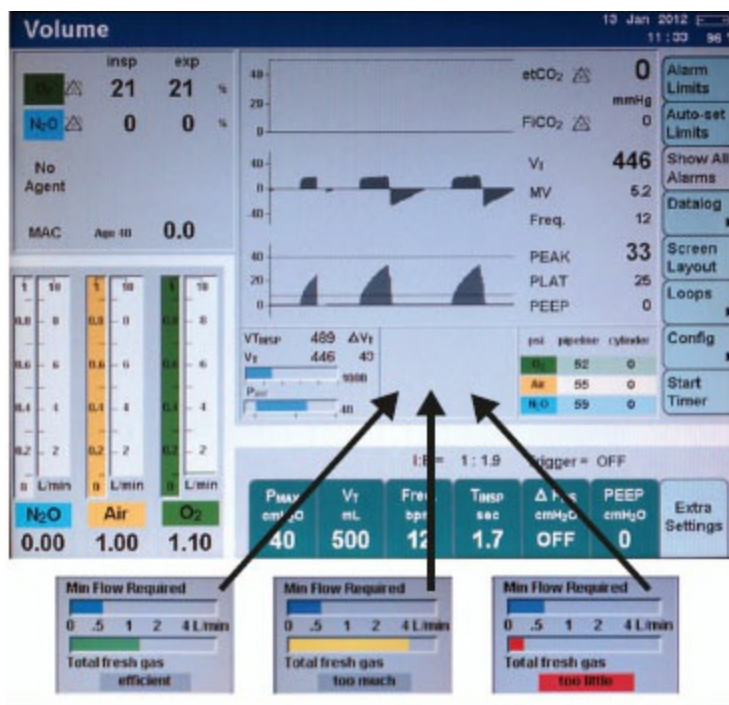 Volume
13 Jan 2012
11:33 96
insp exp
21 21 %
N₂O 0 0 %
No
Agent
MAC Age 40 0.0
40
20
0
40
0
-40
40
20
0
etCO₂ 0
mmHg
FiCO₂ 0
446
MV 5.2
Freq. 12
PEAK 33
PLAT 25
PEEP 0
Alarm
Limits
Auto-set
Limits
Show All
Alarms
Datalog
Screen
Layout
Loops
Config
Start
Timer
VTINSP 489 ΔVT
VT 446 43
1000
40
psi pipeline cylinder
O₂ 52 0
Air 55 0
N₂O 59 0
I:E = 1 : 1.9 Trigger = OFF
1 10 1 10 1 10
0.8 8 0.8 8 8
0.6 6 0.6 6 6
0.4 4 0.4 4 4
0.2 2 0.2 2 2
0 L/min 0 L/min 0 L/min
N₂O Air O₂
0.00 1.00 1.10
PMAX VT Freq. TINSP Δ PPS PEEP
cmH₂O mL bpm sec cmH₂O cmH₂O
40 500 12 1.7 OFF 0
Extra
Settings
Min Flow Required
0 .5 1 2 4 L/min
Total fresh gas
efficient
Min Flow Required
0 .5 1 2 4 L/min
Total fresh gas
too much
Min Flow Required
0 .5 1 2 4 L/min
Total fresh gas
too little